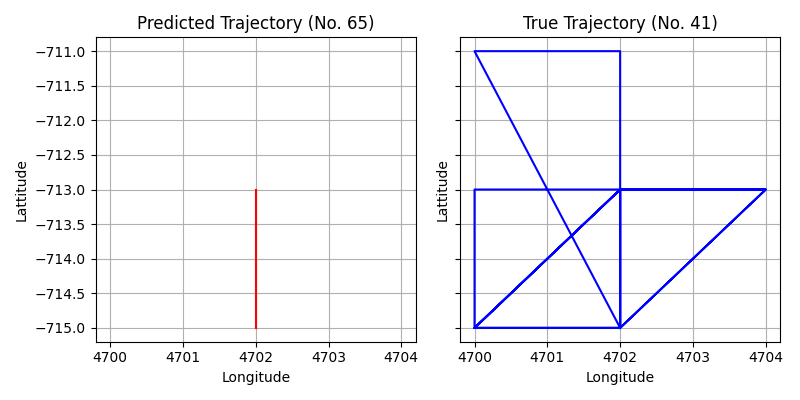 Predicted Trajectory (No. 65)
True Trajectory (No. 41)
−711.0
−711.5
−712.0
−712.5
−713.0
−713.5
−714.0
−714.5
−715.0
Lattitude
Lattitude
4700 4701 4702 4703 4704
4700 4701 4702 4703 4704
Longitude
Longitude